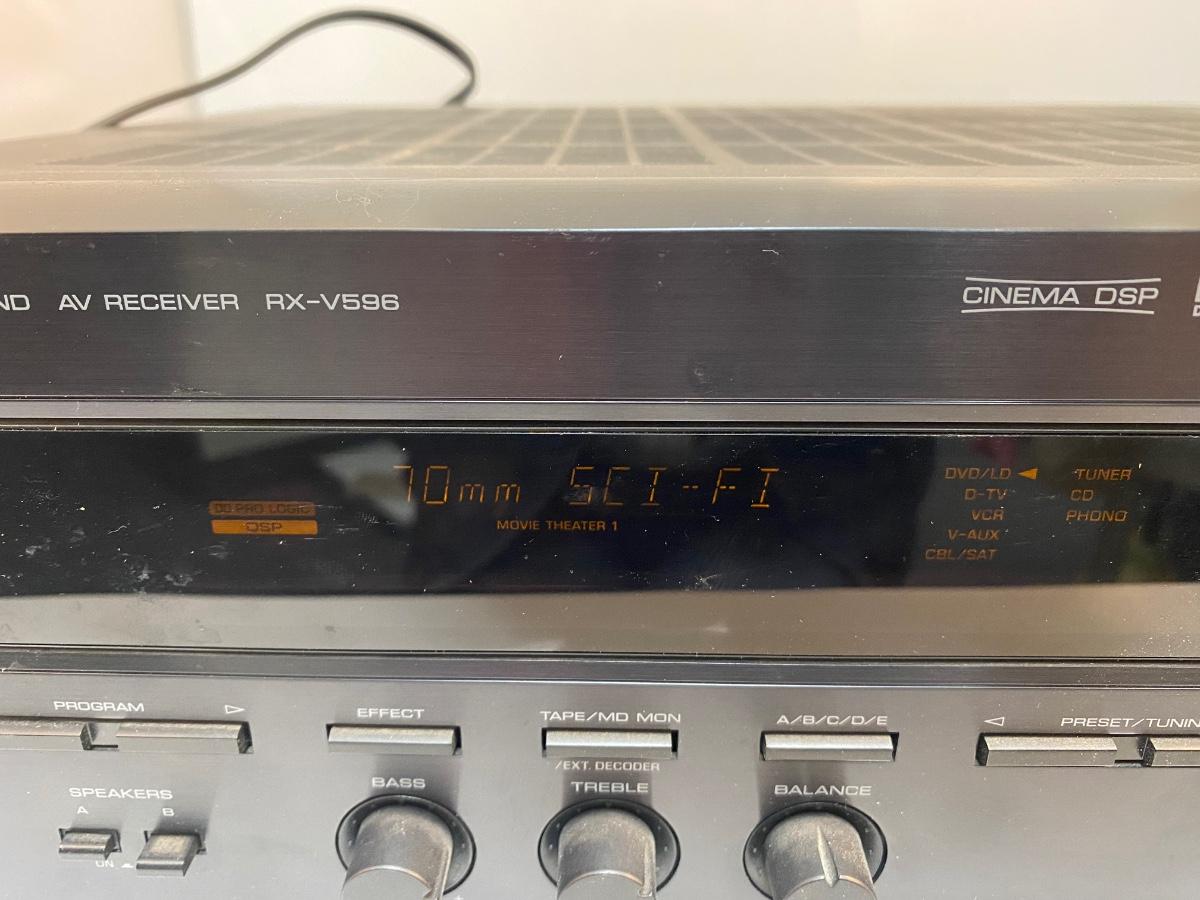 ND AV RECEIVER RX-V596
CINEMA DSP
70mm SCI-FI
MOVIE THEATER 1
PRO LOGIC
DSP
DVD/LD ◄ TUNER
D-TV CD
VCR PHONO
V-AUX
CBL/SAT
PROGRAM ▷
EFFECT
TAPE/MD MON
/EXT. DECODER
A/B/C/D/E
◁ PRESET/TUNIN
SPEAKERS
A B
ON
BASS
TREBLE
BALANCE